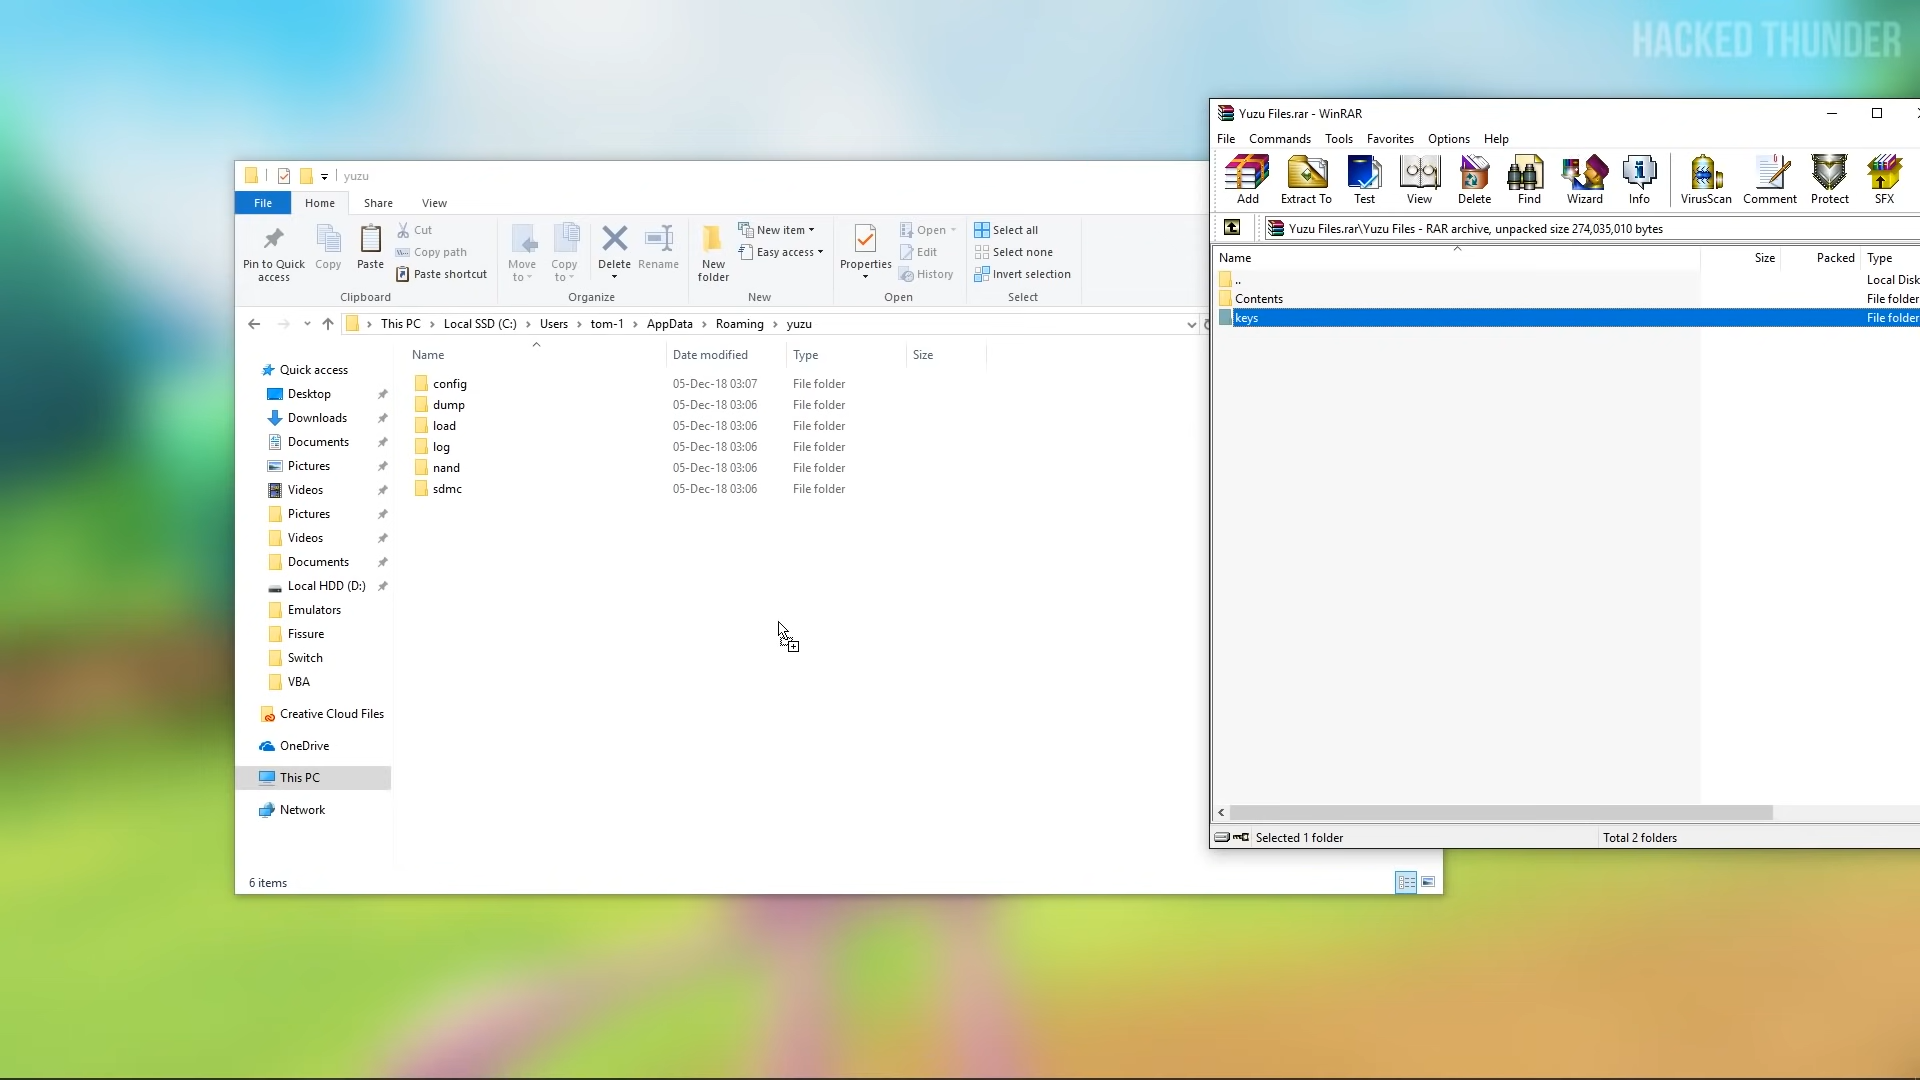 HACKED THUNDER
yuzu
File Home Share View
Pin to Quick access
Copy
Paste
Cut
Copy path
Paste shortcut
Clipboard
Move to
Copy to
Delete
Rename
Organize
New folder
New item
Easy access
New
Properties
Open
Edit
History
Open
Select all
Select none
Invert selection
Select
This PC > Local SSD (C:) > Users > tom-1 > AppData > Roaming > yuzu
Quick access
Desktop
Downloads
Documents
Pictures
Videos
Pictures
Videos
Documents
Local HDD (D:)
Emulators
Fissure
Switch
VBA
Creative Cloud Files
OneDrive
This PC
Network
Name Date modified Type Size
config 05-Dec-18 03:07 File folder
dump 05-Dec-18 03:06 File folder
load 05-Dec-18 03:06 File folder
log 05-Dec-18 03:06 File folder
nand 05-Dec-18 03:06 File folder
sdmc 05-Dec-18 03:06 File folder
6 items
Yuzu Files.rar - WinRAR
File Commands Tools Favorites Options Help
Add Extract To Test View Delete Find Wizard Info VirusScan Comment Protect SFX
Yuzu Files.rar\Yuzu Files - RAR archive, unpacked size 274,035,010 bytes
Name Size Packed Type
.. Local Disk
Contents File folder
keys File folder
Selected 1 folder
Total 2 folders